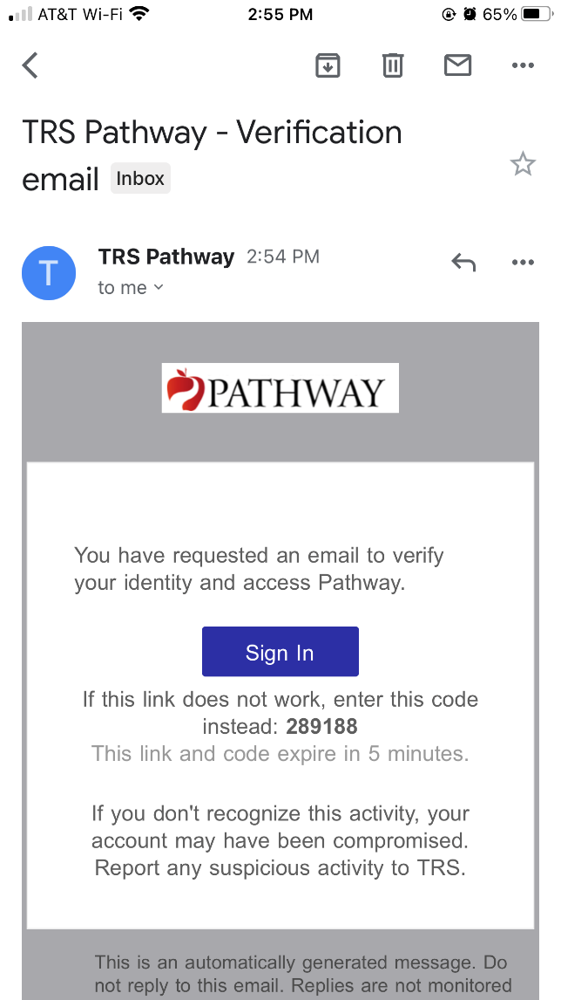 AT&T Wi-Fi 2:55 PM 65%
TRS Pathway - Verification
email Inbox
T
TRS Pathway 2:54 PM
to me
PATHWAY
You have requested an email to verify
your identity and access Pathway.
Sign In
If this link does not work, enter this code
instead: 289188
This link and code expire in 5 minutes.
If you don't recognize this activity, your
account may have been compromised.
Report any suspicious activity to TRS.
This is an automatically generated message. Do
not reply to this email. Replies are not monitored